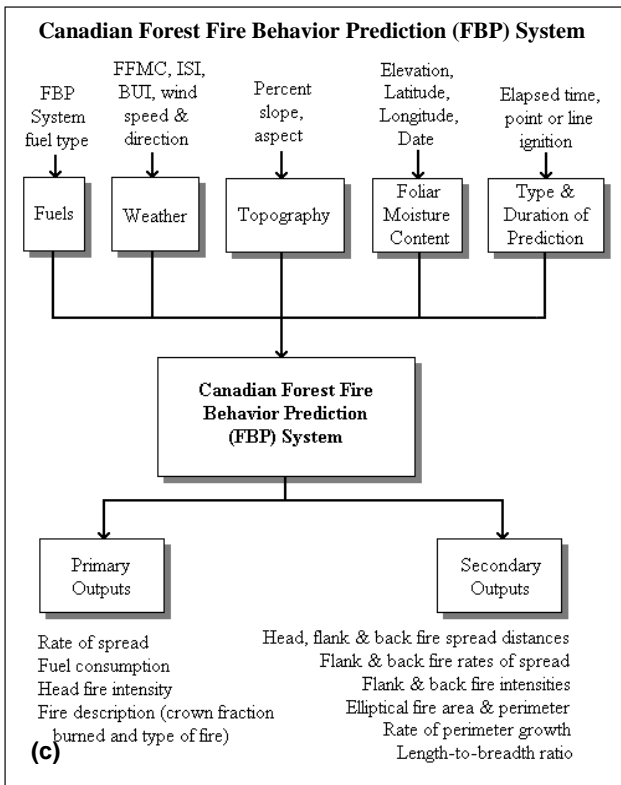 Canadian Forest Fire Behavior Prediction (FBP) System
FBP
System
fuel type
FFMC, ISI,
BUI, wind
speed &
direction
Percent
slope,
aspect
Elevation,
Latitude,
Longitude,
Date
Elapsed time,
point or line
ignition
Fuels
Weather
Topography
Foliar
Moisture
Content
Type &
Duration of
Prediction
Canadian Forest Fire
Behavior Prediction
(FBP) System
Primary
Outputs
Secondary
Outputs
Rate of spread
Fuel consumption
Head fire intensity
Fire description (crown fraction
burned and type of fire)
Head, flank & back fire spread distances
Flank & back fire rates of spread
Flank & back fire intensities
Elliptical fire area & perimeter
Rate of perimeter growth
Length-to-breadth ratio
(c)